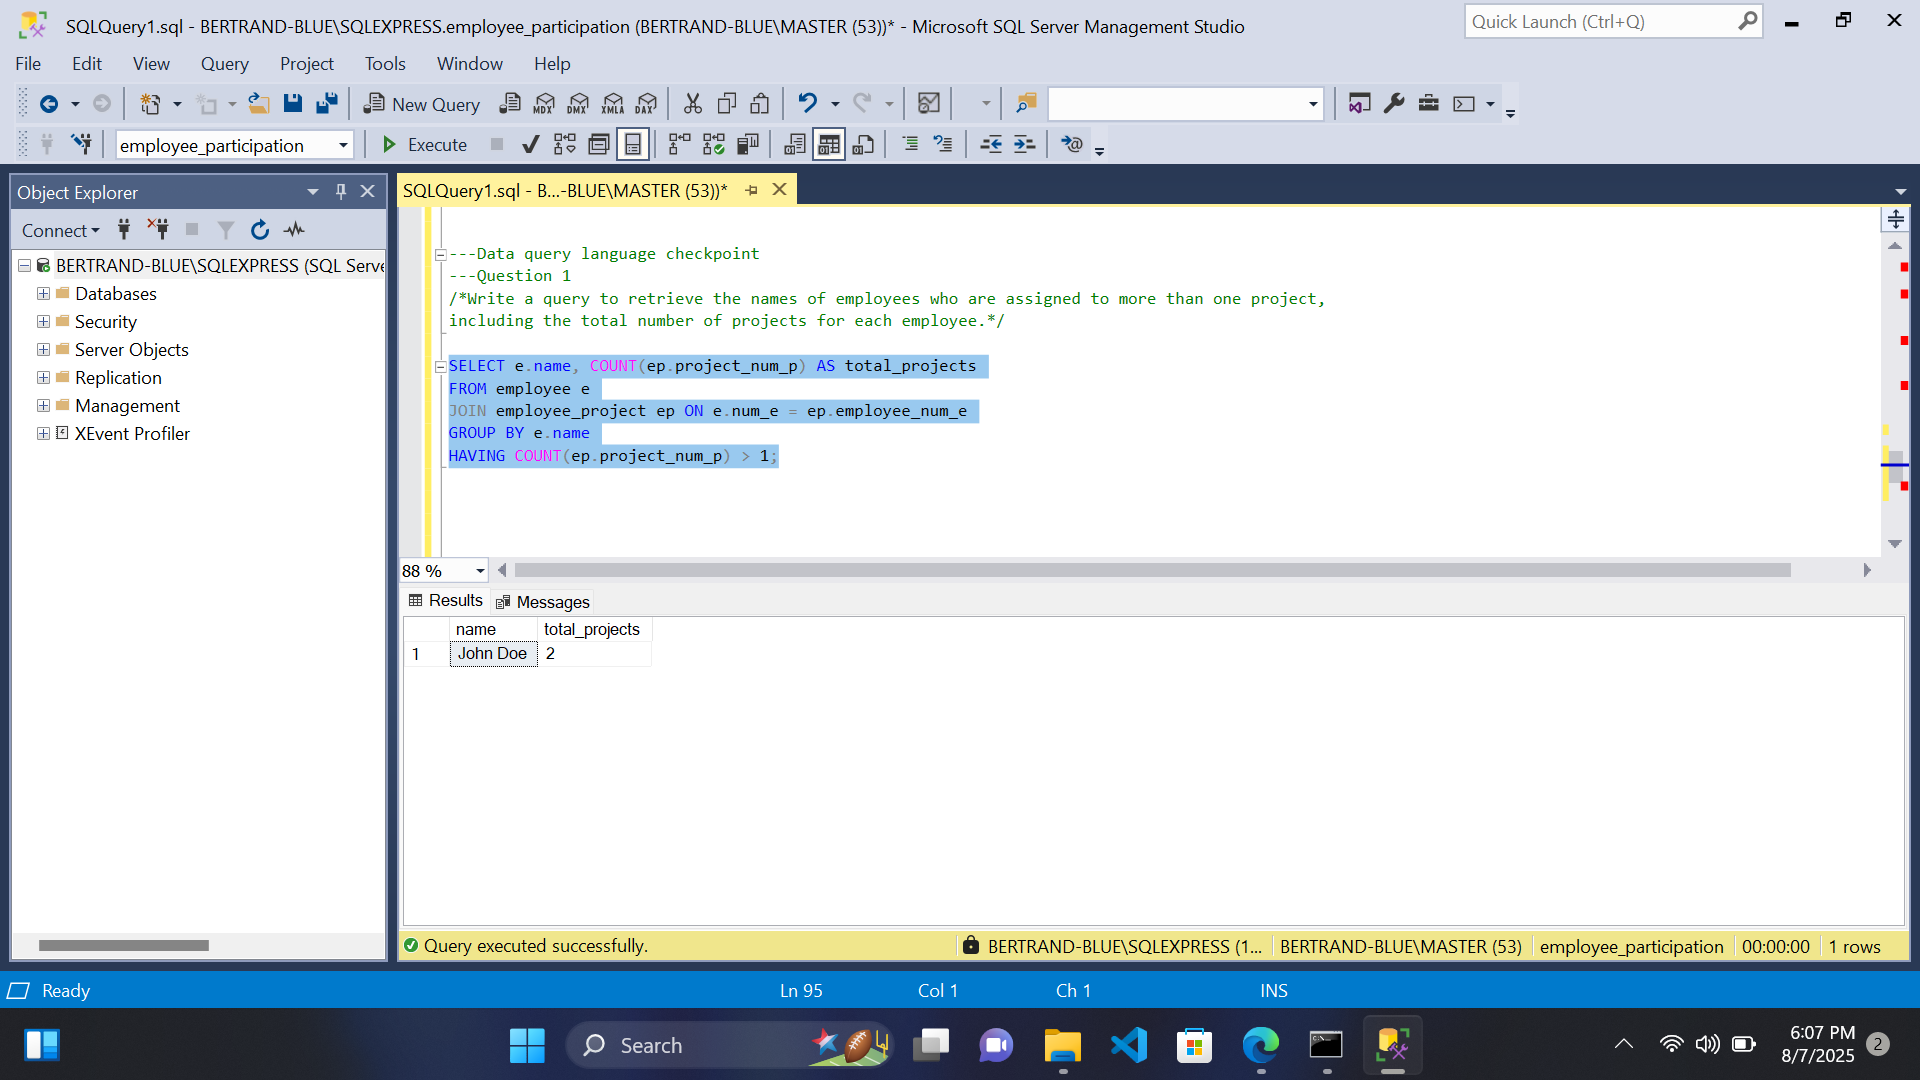 SQLQuery1.sql - BERTRAND-BLUE\SQLEXPRESS.employee_participation (BERTRAND-BLUE\MASTER (53))* - Microsoft SQL Server Management Studio
Quick Launch (Ctrl+Q)
File Edit View Query Project Tools Window Help
New Query MDX DMX XMLA DAX
employee_participation Execute
Object Explorer
Connect
BERTRAND-BLUE\SQLEXPRESS (SQL Serve
Databases
Security
Server Objects
Replication
Management
XEvent Profiler
SQLQuery1.sql - B...-BLUE\MASTER (53))*
---Data query language checkpoint
---Question 1
/*Write a query to retrieve the names of employees who are assigned to more than one project,
including the total number of projects for each employee.*/
SELECT e.name, COUNT(ep.project_num_p) AS total_projects
FROM employee e
JOIN employee_project ep ON e.num_e = ep.employee_num_e
GROUP BY e.name
HAVING COUNT(ep.project_num_p) > 1;
88 %
Results Messages
name total_projects
1 John Doe 2
Query executed successfully. BERTRAND-BLUE\SQLEXPRESS (1... BERTRAND-BLUE\MASTER (53) employee_participation 00:00:00 1 rows
Ready Ln 95 Col 1 Ch 1 INS
Search
6:07 PM
8/7/2025
2